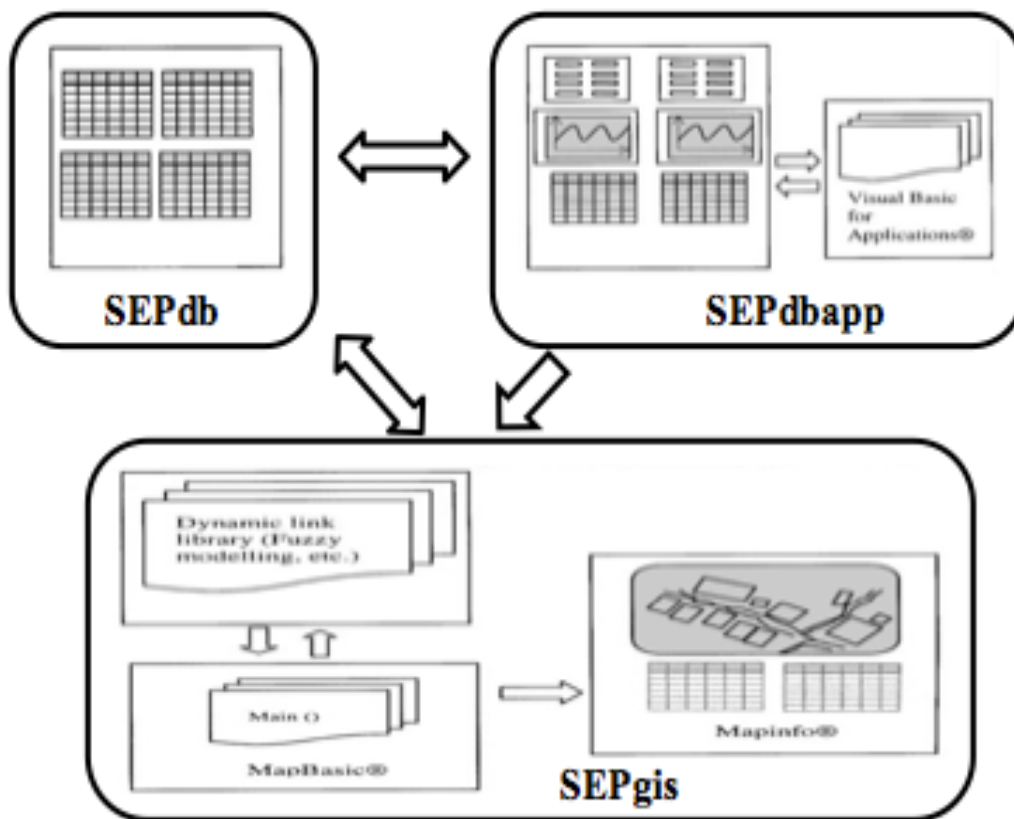 Visual Basic
for
Applications®
SEPdb
SEPdbapp
Dynamic link
library (Fuzzy
modelling, etc.)
Main ()
MapBasic®
Mapinfo®
SEPgis